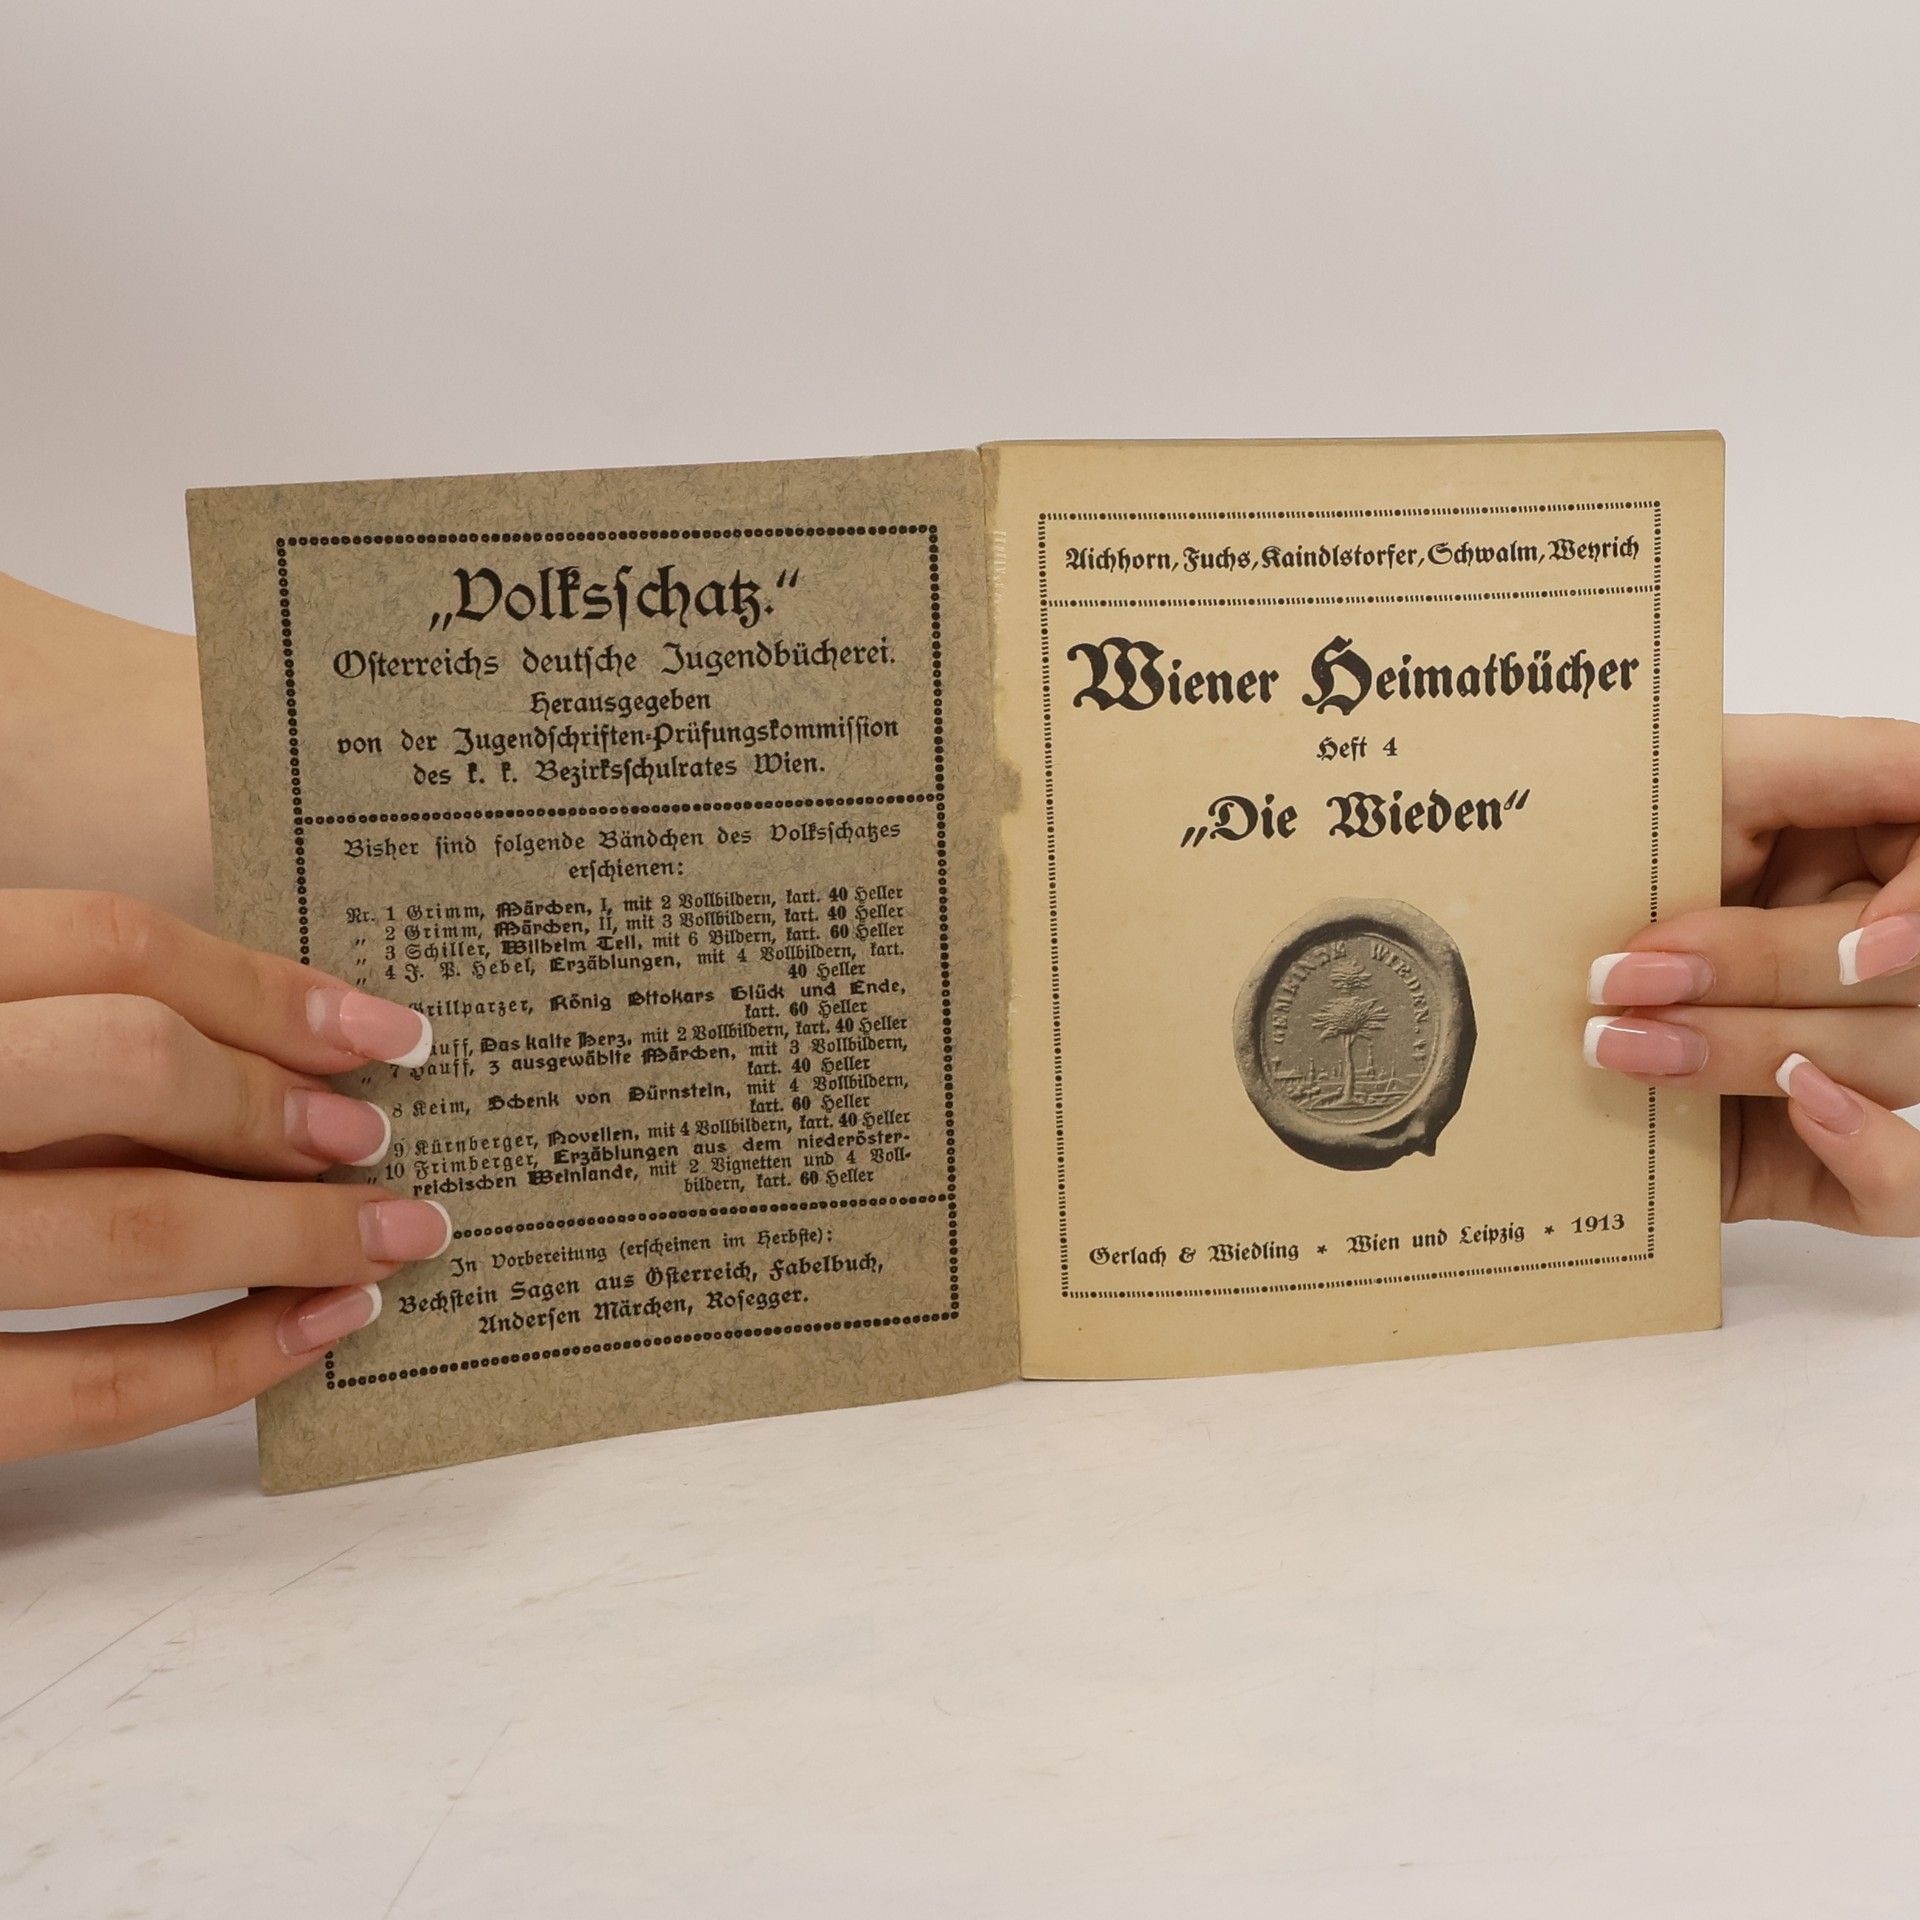 „Volksſchatz.“
Oſterreichs deutſche Jugendbücherei.
Herausgegeben
von der Jugendſchriften-Prüfungskommiſſion
des k. k. Bezirksſchulrates Wien.
Bisher ſind folgende Bändchen des Volksſchatzes
erſchienen:
Nr. 1 Grimm, Märchen, I, mit 2 Vollbildern, kart. 40 Heller
„ 2 Grimm, Märchen, II, mit 3 Vollbildern, kart. 40 Heller
„ 3 Schiller, Wilhelm Tell, mit 6 Bildern, kart. 60 Heller
„ 4 J. P. Hebel, Erzählungen, mit 4 Vollbildern, kart.
40 Heller
Grillparzer, König Ottokars Glück und Ende,
kart. 60 Heller
auff, Das kalte Herz, mit 2 Vollbildern, kart. 40 Heller
„ 7 Hauff, 3 ausgewählte Märchen, mit 3 Vollbildern,
kart. 40 Heller
8 Keim, Schenk von Dürnstein, mit 4 Vollbildern,
kart. 60 Heller
9 Kürnberger, Novellen, mit 4 Vollbildern, kart. 40 Heller
„ 10 Frimberger, Erzählungen aus dem niederöster-
reichischen Weinlande, mit 2 Vignetten und 4 Voll-
bildern, kart. 60 Heller
In Vorbereitung (erſcheinen im Herbſte):
Bechſtein Sagen aus Öſterreich, Fabelbuch,
Anderſen Märchen, Roſegger.
Aichhorn, Fuchs, Kaindlstorfer, Schwalm, Weyrich
Wiener Heimatbücher
Heft 4
„Die Wieden“
GEMEINDE WIEDEN.
Gerlach & Wiedling * Wien und Leipzig * 1913